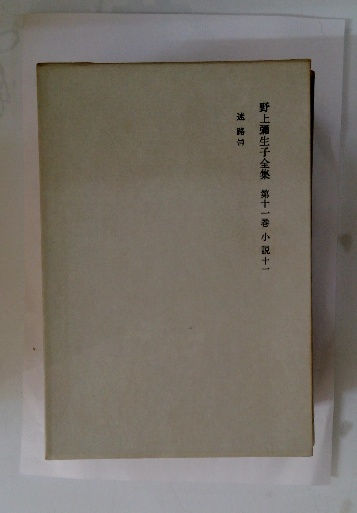 野上彌生子全集 第十一巻 小説十一
迷路